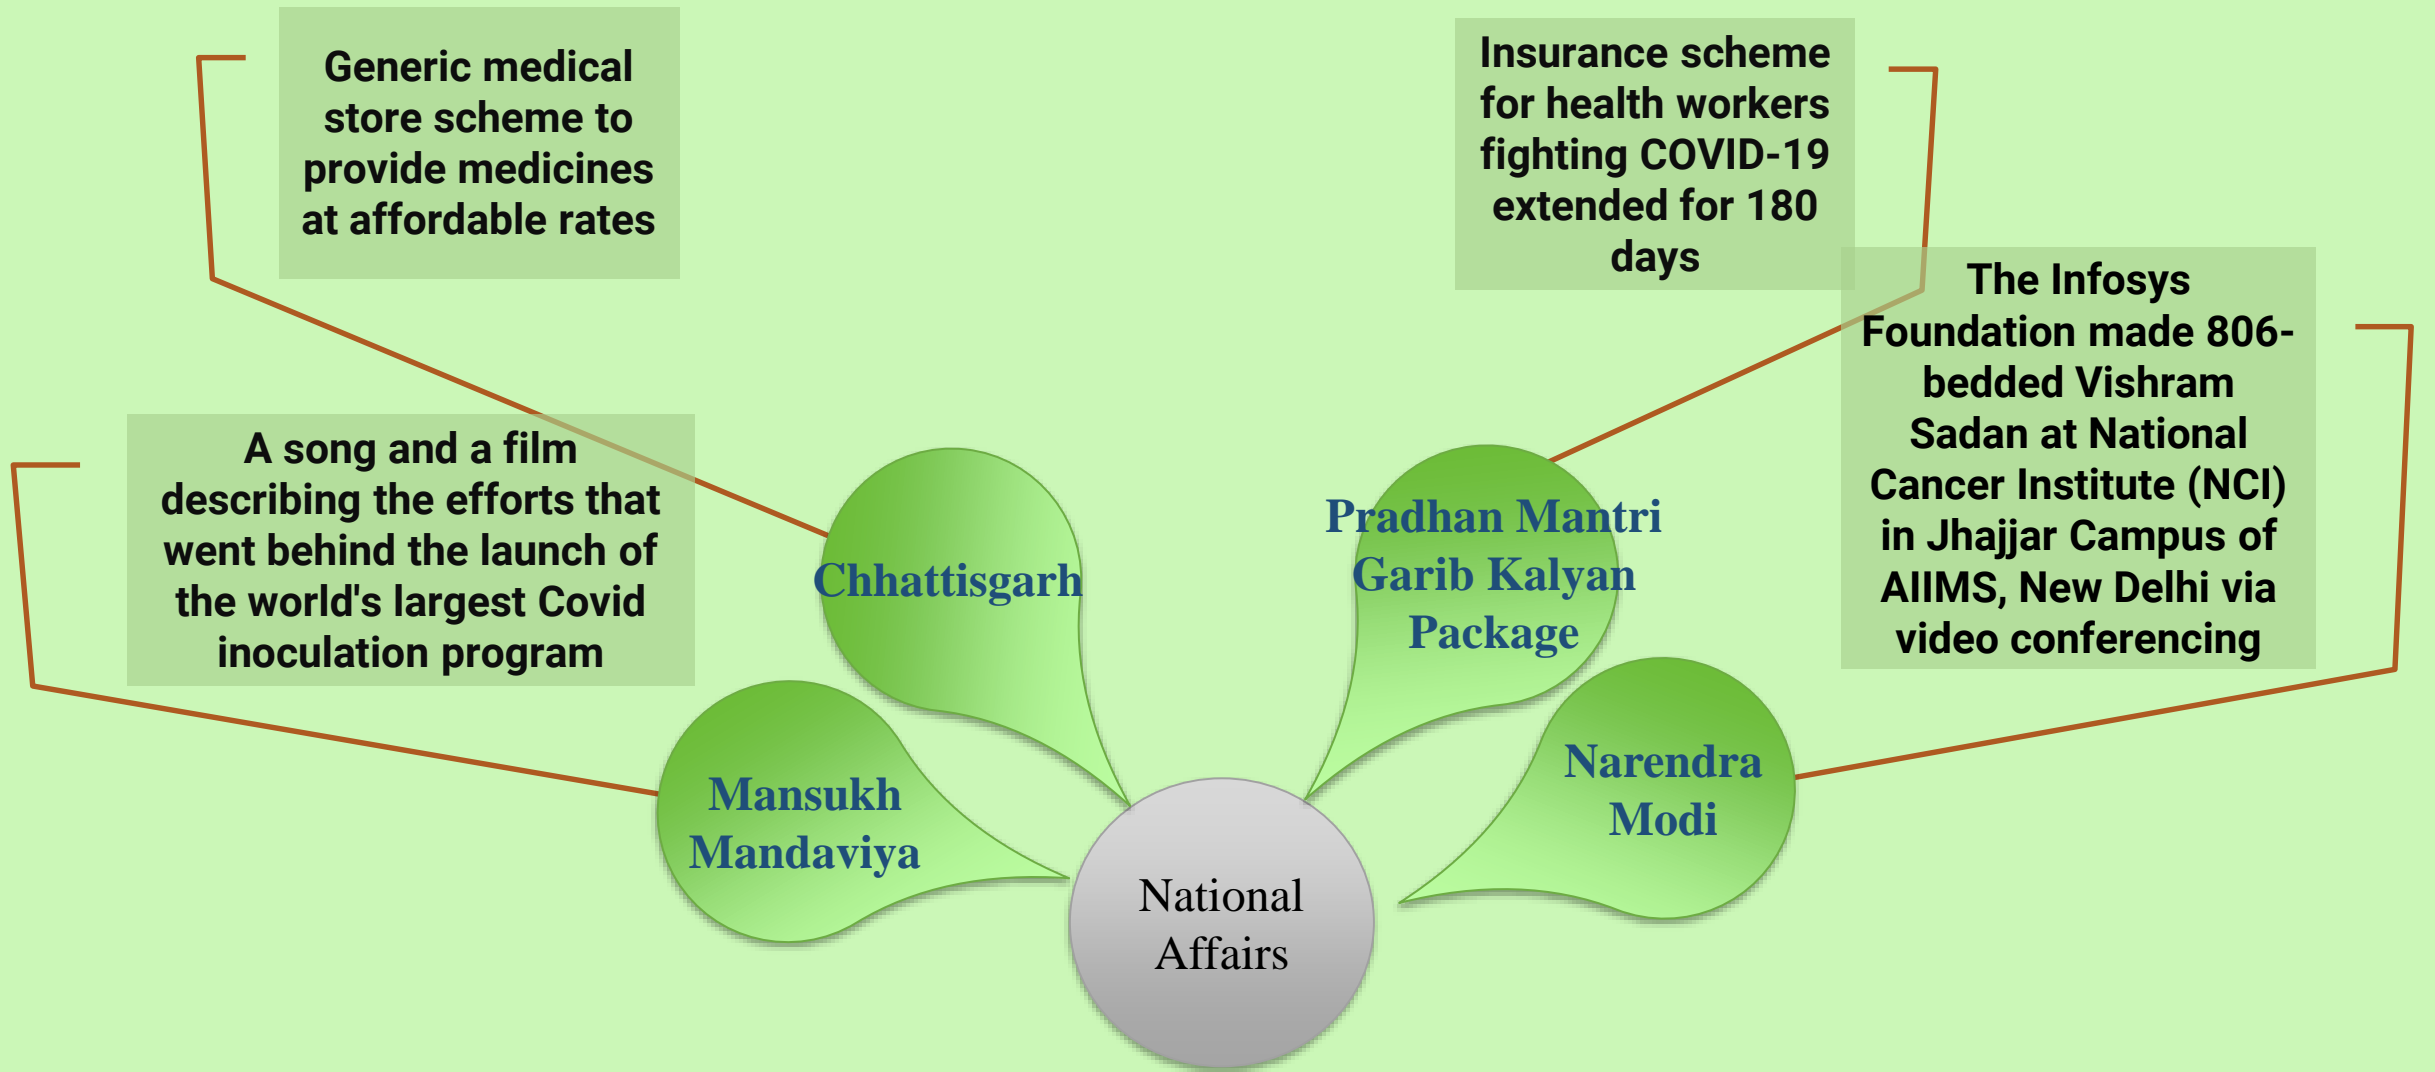 Generic medical
store scheme to
provide medicines
at affordable rates
Insurance scheme
for health workers
fighting COVID-19
extended for 180
days
The Infosys
Foundation made 806-
bedded Vishram
Sadan at National
Cancer Institute (NCI)
in Jhajjar Campus of
AIIMS, New Delhi via
video conferencing
A song and a film
describing the efforts that
went behind the launch of
the world's largest Covid
inoculation program
Chhattisgarh
Pradhan Mantri
Garib Kalyan
Package
Mansukh
Mandaviya
Narendra
Modi
National
Affairs